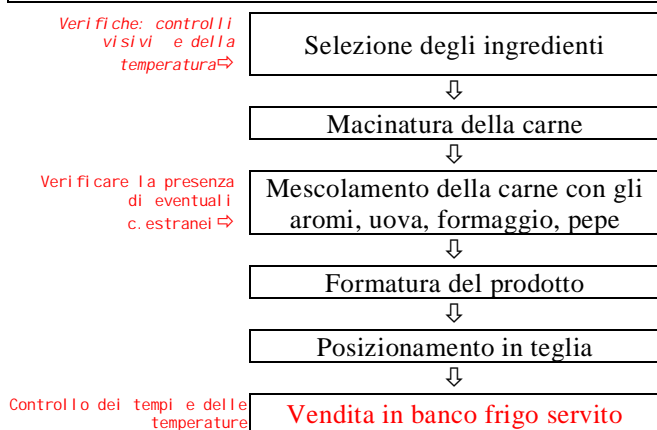 Verifiche: controlli
visivi e della
temperatura⇨
Selezione degli ingredienti
⇩
Macinatura della carne
⇩
Verificare la presenza
di eventuali
c.estranei ⇨
Mescolamento della carne con gli
aromi, uova, formaggio, pepe
⇩
Formatura del prodotto
⇩
Posizionamento in teglia
⇩
Controllo dei tempi e delle
temperature
Vendita in banco frigo servito